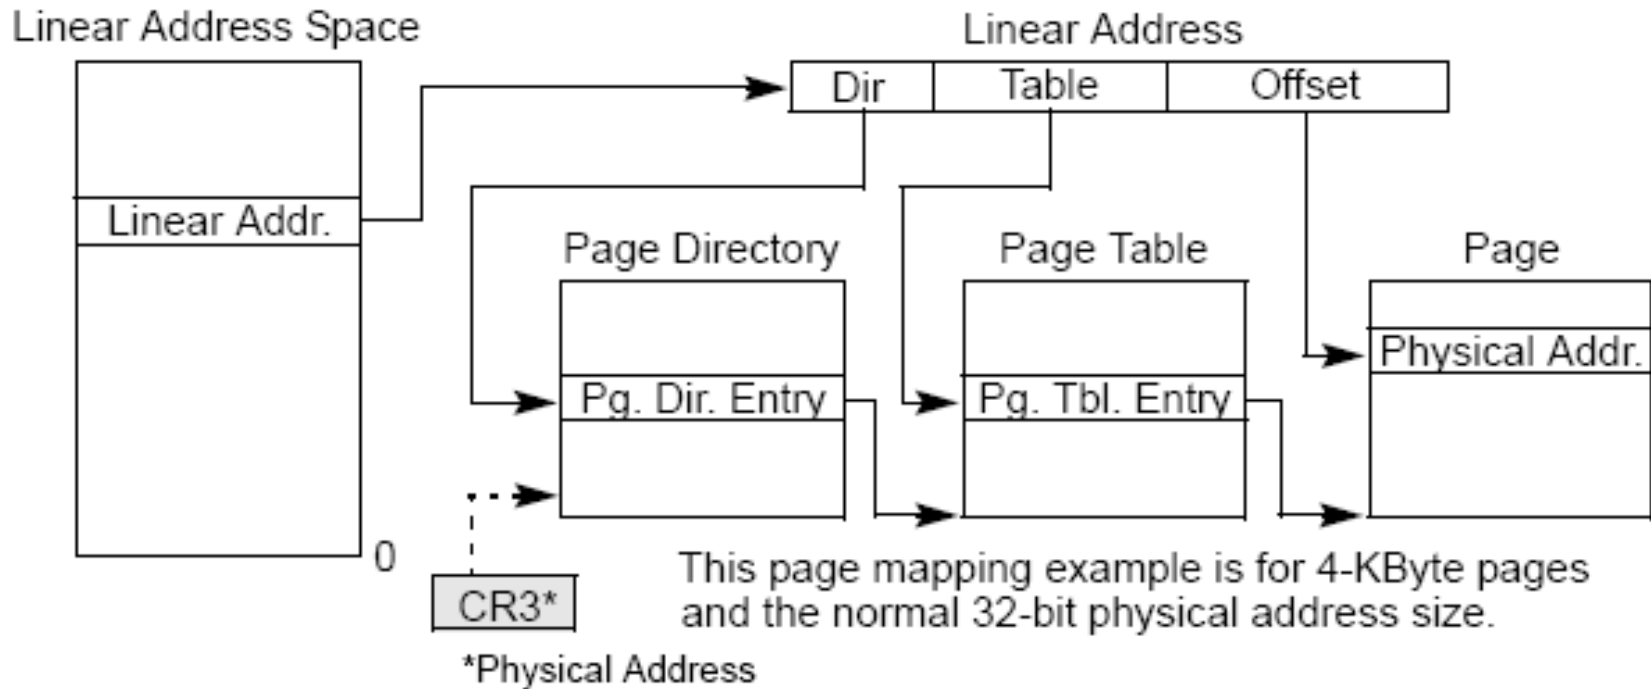 Linear Address Space
Linear Address
Dir
Table
Offset
Linear Addr.
Page Directory
Page Table
Page
Physical Addr.
Pg. Dir. Entry
Pg. Tbl. Entry
0
CR3*
This page mapping example is for 4-KByte pages
and the normal 32-bit physical address size.
*Physical Address